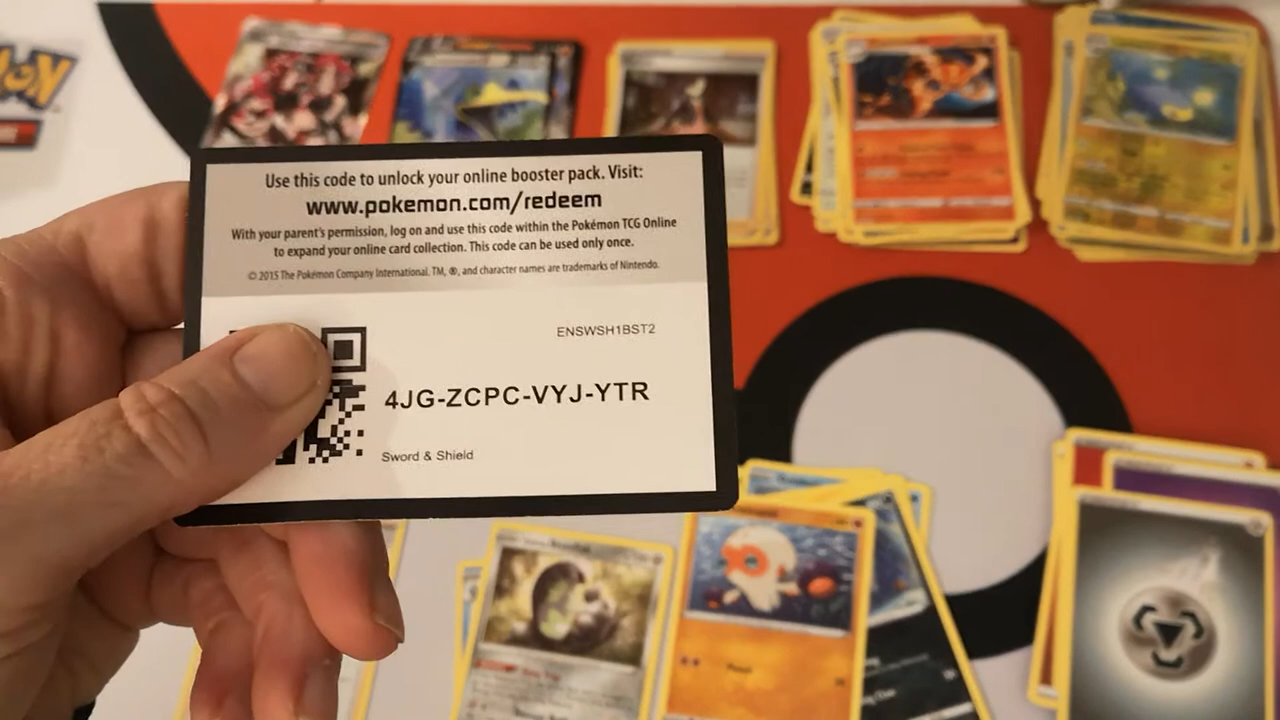 Use this code to unlock your online booster pack. Visit:
www.pokemon.com/redeem
With your parent's permission, log on and use this code within the Pokémon TCG Online
to expand your online card collection. This code can be used only once.
© 2015 The Pokémon Company International. TM, ®, and character names are trademarks of Nintendo.
ENSWSH1BST2
4JG-ZCPC-VYJ-YTR
Sword & Shield